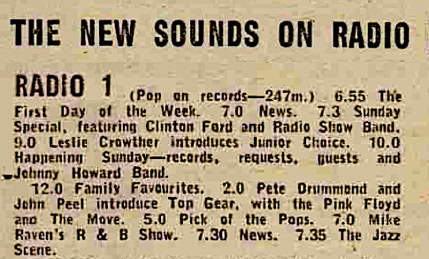 THE NEW SOUNDS ON RADIO
RADIO 1 (Pop on records—247m.) 6.55 The
First Day of the Week. 7.0 News. 7.3 Sunday
Special, featuring Clinton Ford and Radio Show Band.
9.0 Leslie Crowther introduces Junior Choice. 10.0
Happening Sunday—records, requests, guests and
Johnny Howard Band.
12.0 Family Favourites. 2.0 Pete Drummond and
John Peel introduce Top Gear, with the Pink Floyd
and The Move. 5.0 Pick of the Pops. 7.0 Mike
Raven's R & B Show. 7.30 News. 7.35 The Jazz
Scene.